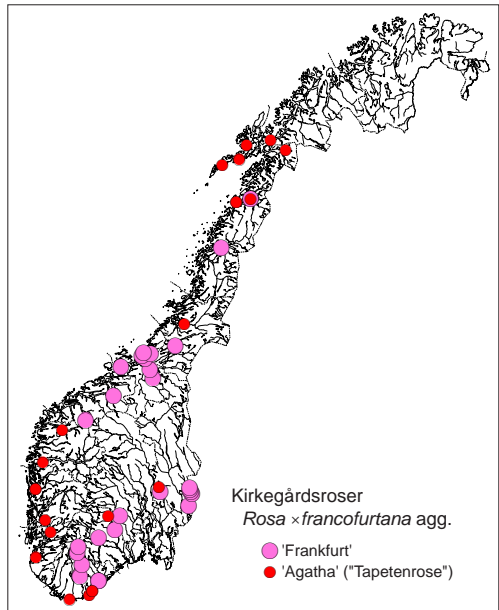 Kirkegårdsroser
Rosa ×francofurtana agg.
'Frankfurt'
'Agatha' ("Tapetenrose")